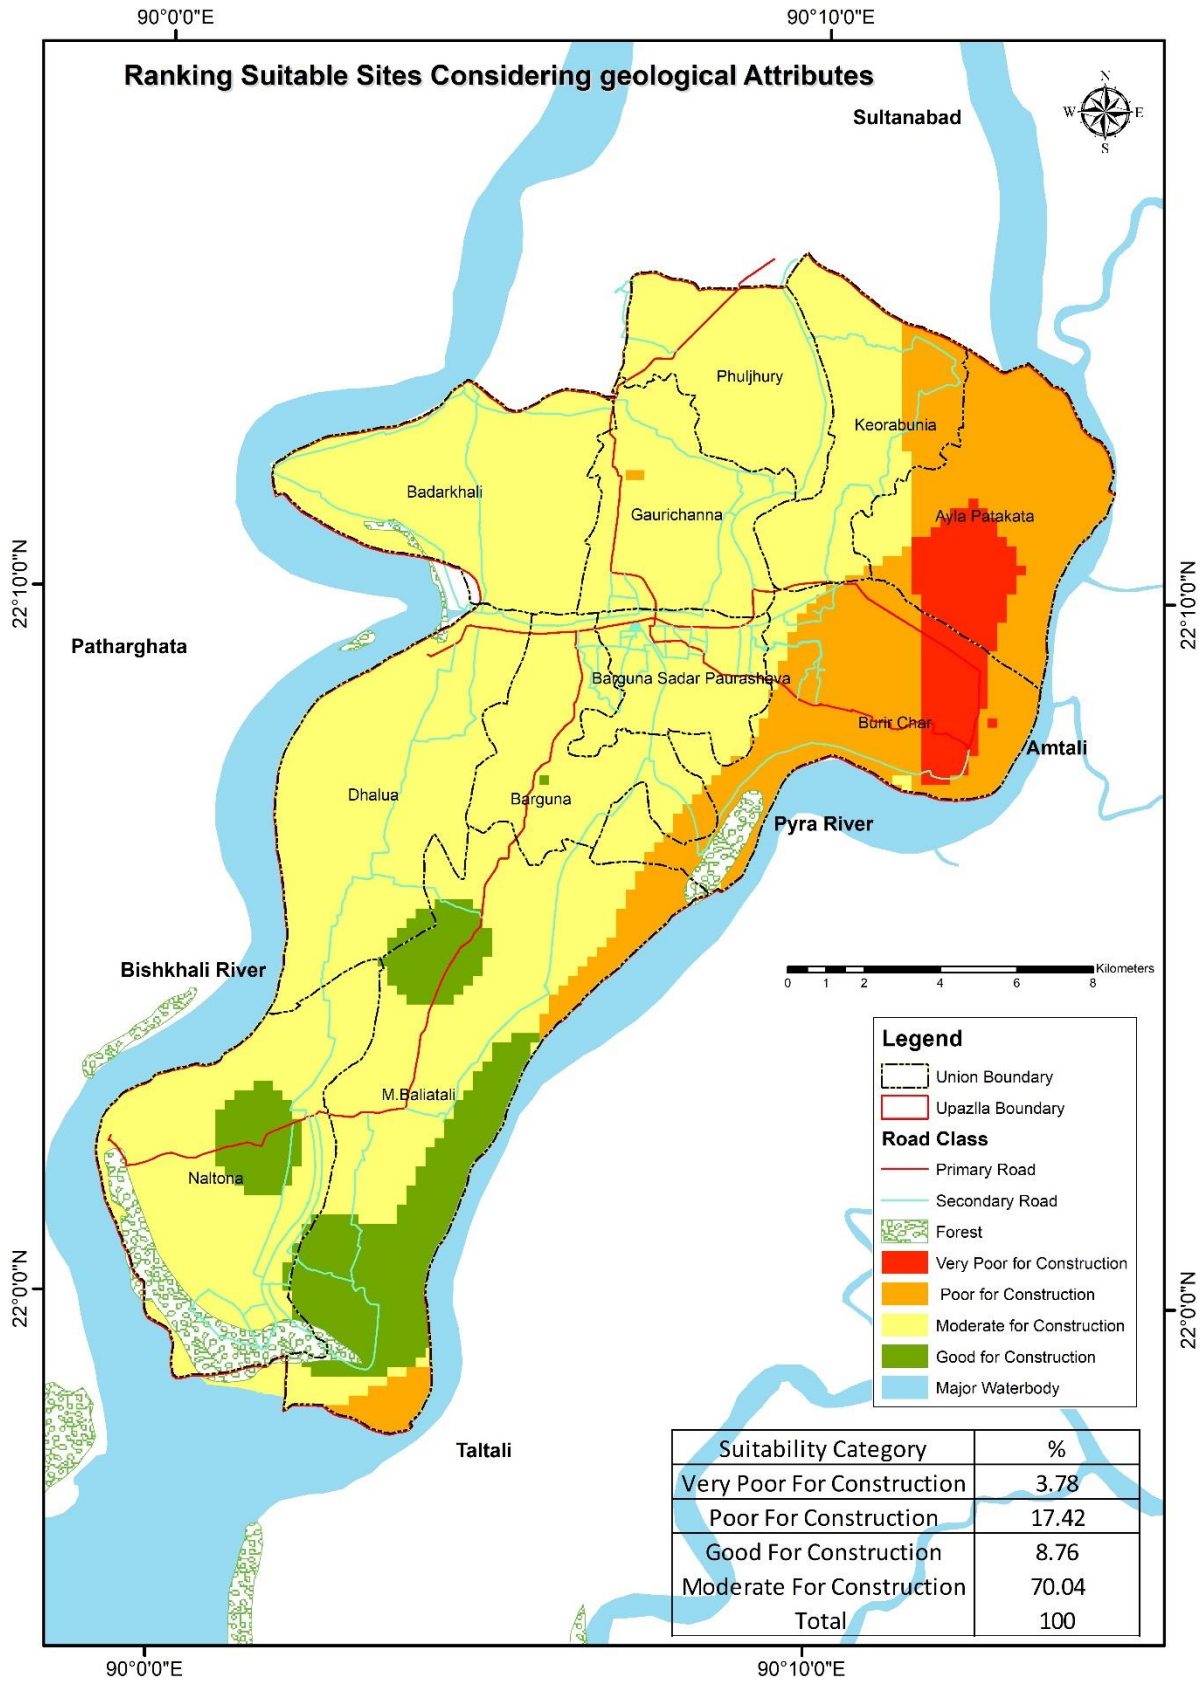 90°0'0"E 90°10'0"E
Ranking Suitable Sites Considering geological Attributes
N
W E
S
Sultanabad
Phuljhury
Keorabunia
Badarkhali
Gaurichanna
Ayla Patakata
22°10'0"N
22°10'0"N
Patharghata
Barguna Sadar Paurashava
Burir Char
Amtali
Dhalua
Barguna
Pyra River
Bishkhali River
Kilometers
0 1 2 4 6 8
M.Baliatali
Naltona
Legend
Union Boundary
Upazlla Boundary
Road Class
Primary Road
Secondary Road
Forest
Very Poor for Construction
Poor for Construction
Moderate for Construction
Good for Construction
Major Waterbody
22°0'0"N
22°0'0"N
Taltali
Suitability Category %
Very Poor For Construction 3.78
Poor For Construction 17.42
Good For Construction 8.76
Moderate For Construction 70.04
Total 100
90°0'0"E 90°10'0"E